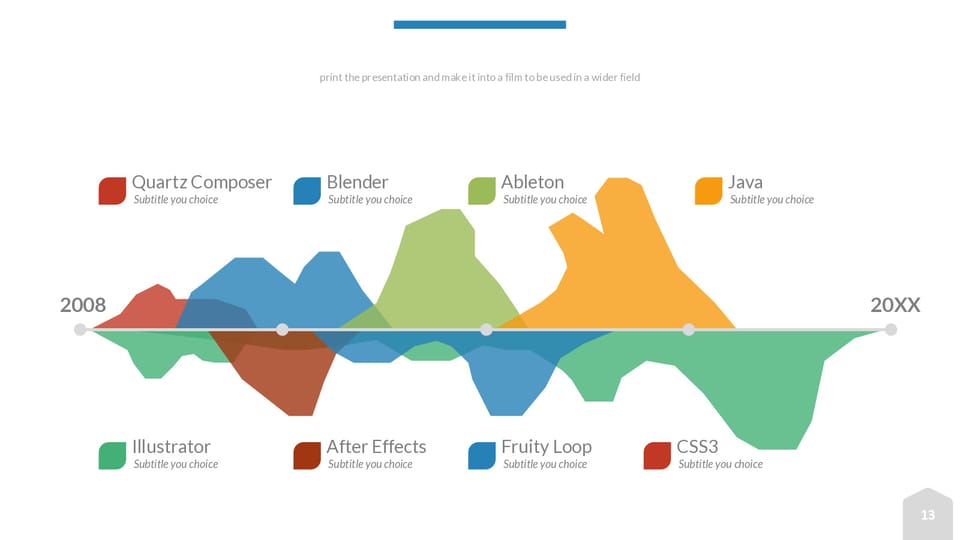 print the presentation and make it into a film to be used in a wider field
Quartz Composer
Subtitle you choice
Blender
Subtitle you choice
Ableton
Subtitle you choice
Java
Subtitle you choice
2008
20XX
Illustrator
Subtitle you choice
After Effects
Subtitle you choice
Fruity Loop
Subtitle you choice
CSS3
Subtitle you choice
13